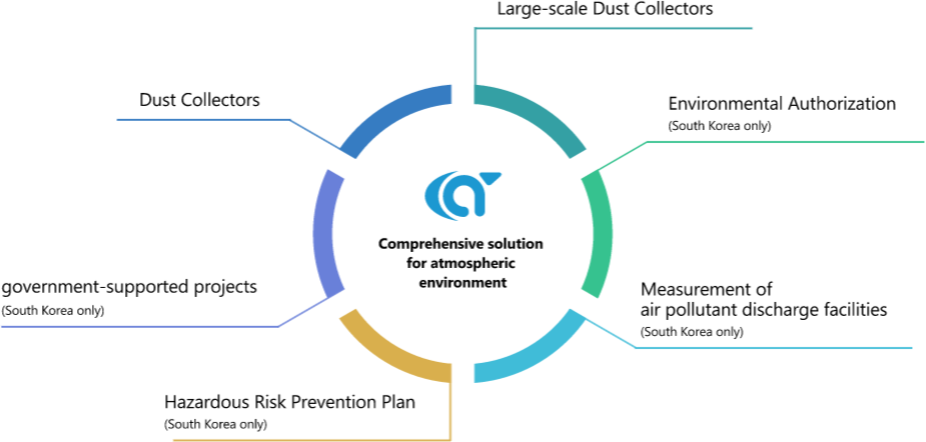 Large-scale Dust Collectors
Dust Collectors
Environmental Authorization
(South Korea only)
Comprehensive solution
for atmospheric
environment
government-supported projects
(South Korea only)
Measurement of
air pollutant discharge facilities
(South Korea only)
Hazardous Risk Prevention Plan
(South Korea only)